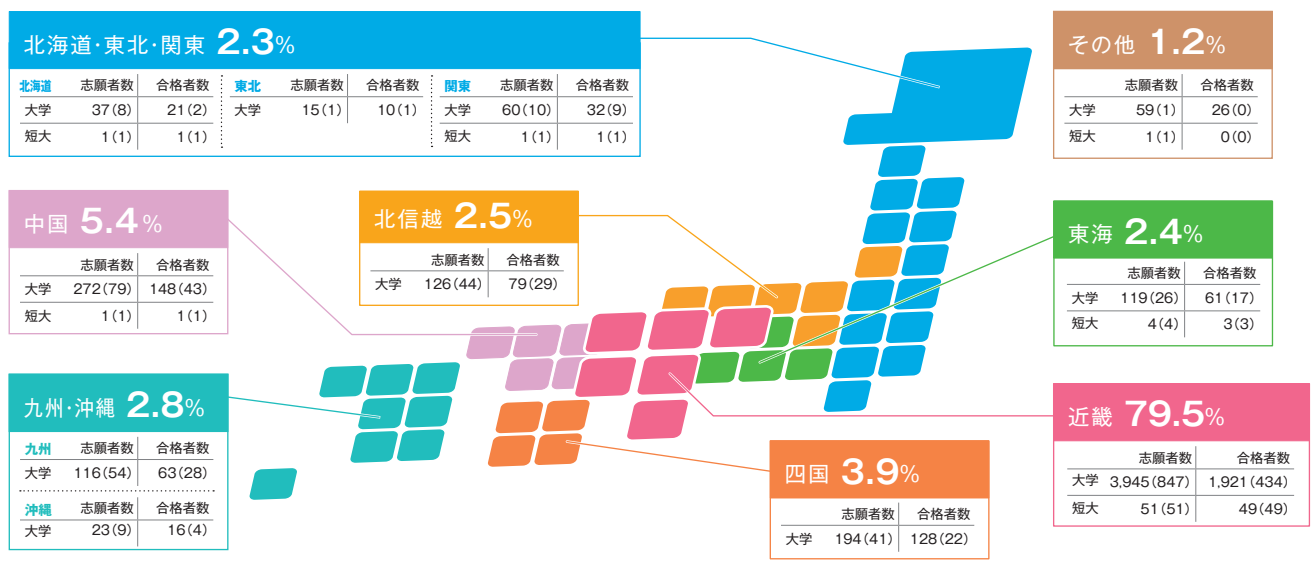 北海道・東北・関東 2.3%
北海道 志願者数 合格者数
大学 37(8) 21(2)
短大 1(1) 1(1)
東北 志願者数 合格者数
大学 15(1) 10(1)
関東 志願者数 合格者数
大学 60(10) 32(9)
短大 1(1) 1(1)
その他 1.2%
志願者数 合格者数
大学 59(1) 26(0)
短大 1(1) 0(0)
中国 5.4%
志願者数 合格者数
大学 272(79) 148(43)
短大 1(1) 1(1)
北信越 2.5%
志願者数 合格者数
大学 126(44) 79(29)
東海 2.4%
志願者数 合格者数
大学 119(26) 61(17)
短大 4(4) 3(3)
九州・沖縄 2.8%
九州 志願者数 合格者数
大学 116(54) 63(28)
沖縄 志願者数 合格者数
大学 23(9) 16(4)
四国 3.9%
志願者数 合格者数
大学 194(41) 128(22)
近畿 79.5%
志願者数 合格者数
大学 3,945(847) 1,921(434)
短大 51(51) 49(49)